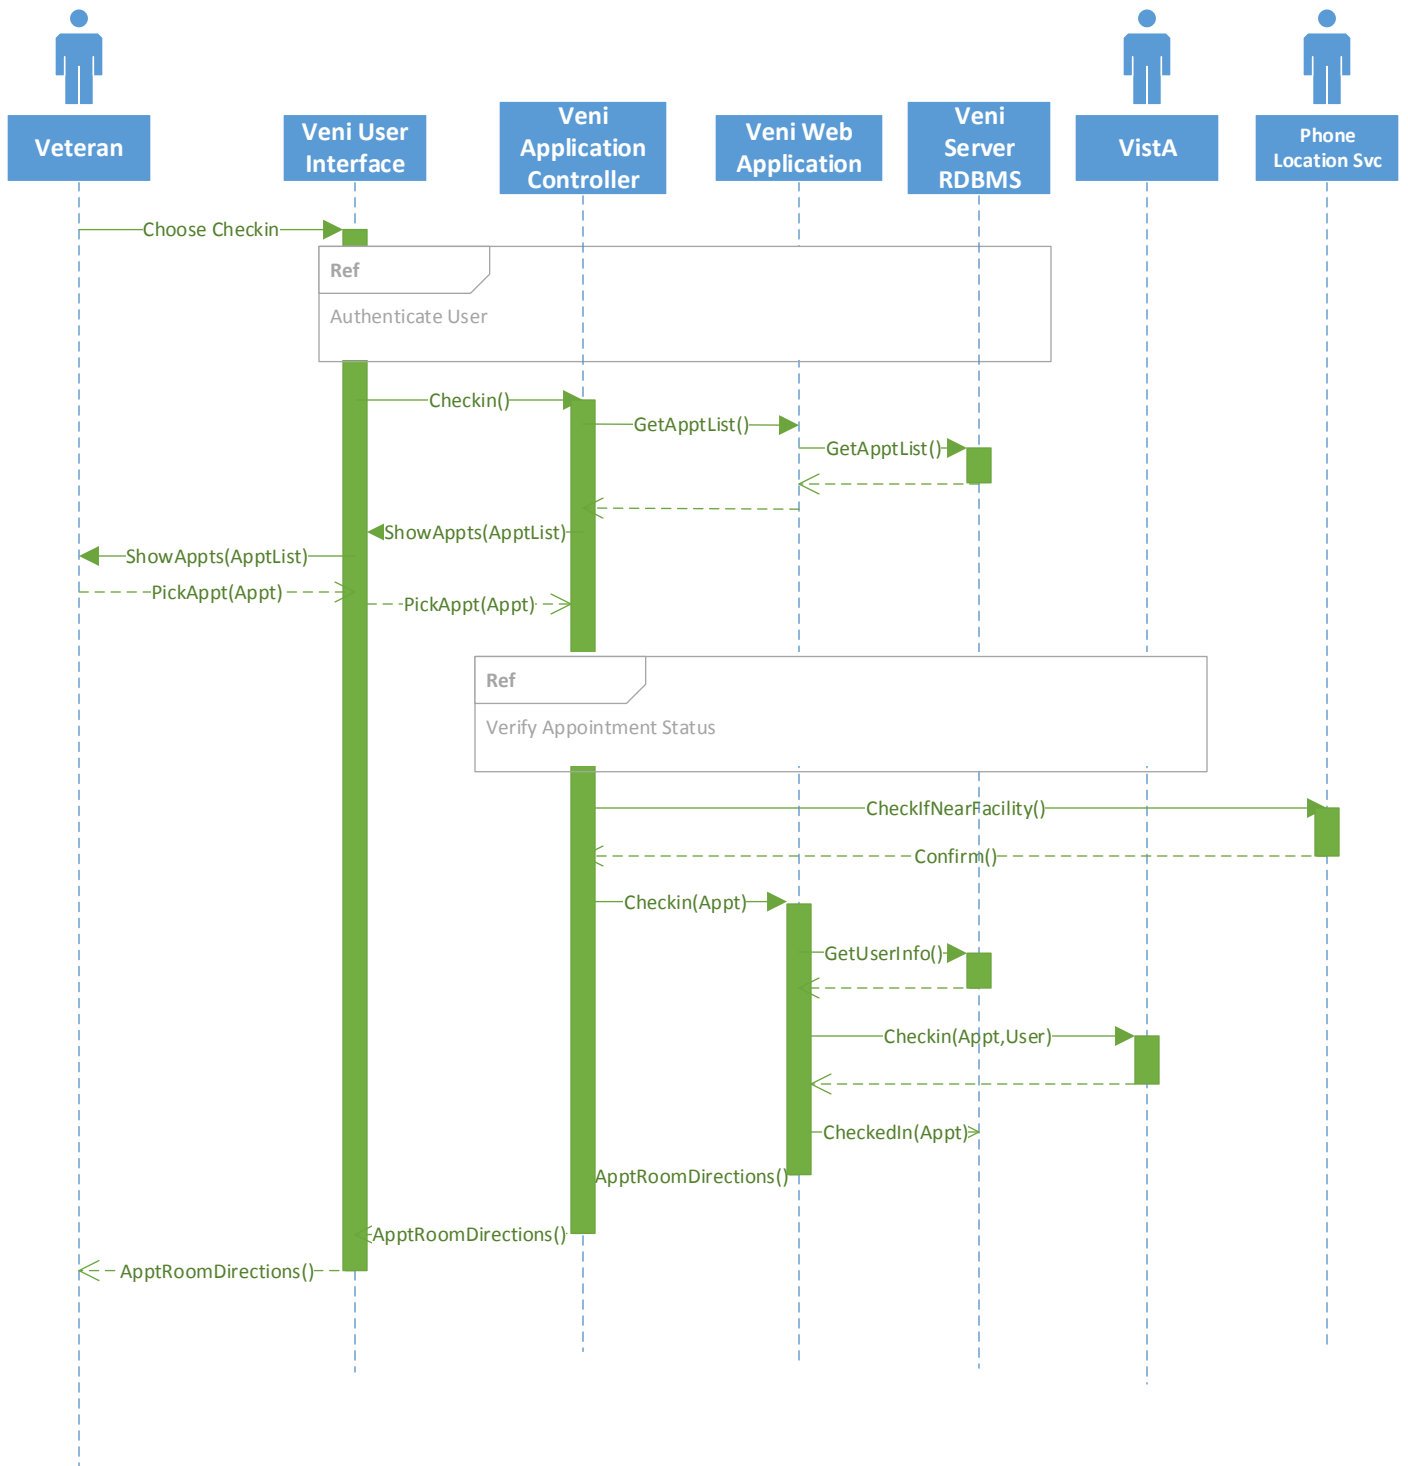 Veteran
Veni User
Interface
Veni
Application
Controller
Veni Web
Application
Veni
Server
RDBMS
VistA
Phone
Location Svc
Choose Checkin
Ref
Authenticate User
Checkin()
GetApptList()
GetApptList()
ShowAppts(ApptList)
ShowAppts(ApptList)
PickAppt(Appt)
PickAppt(Appt)
Ref
Verify Appointment Status
CheckIfNearFacility()
Confirm()
Checkin(Appt)
GetUserInfo()
Checkin(Appt,User)
CheckedIn(Appt)
ApptRoomDirections()
ApptRoomDirections()
ApptRoomDirections()